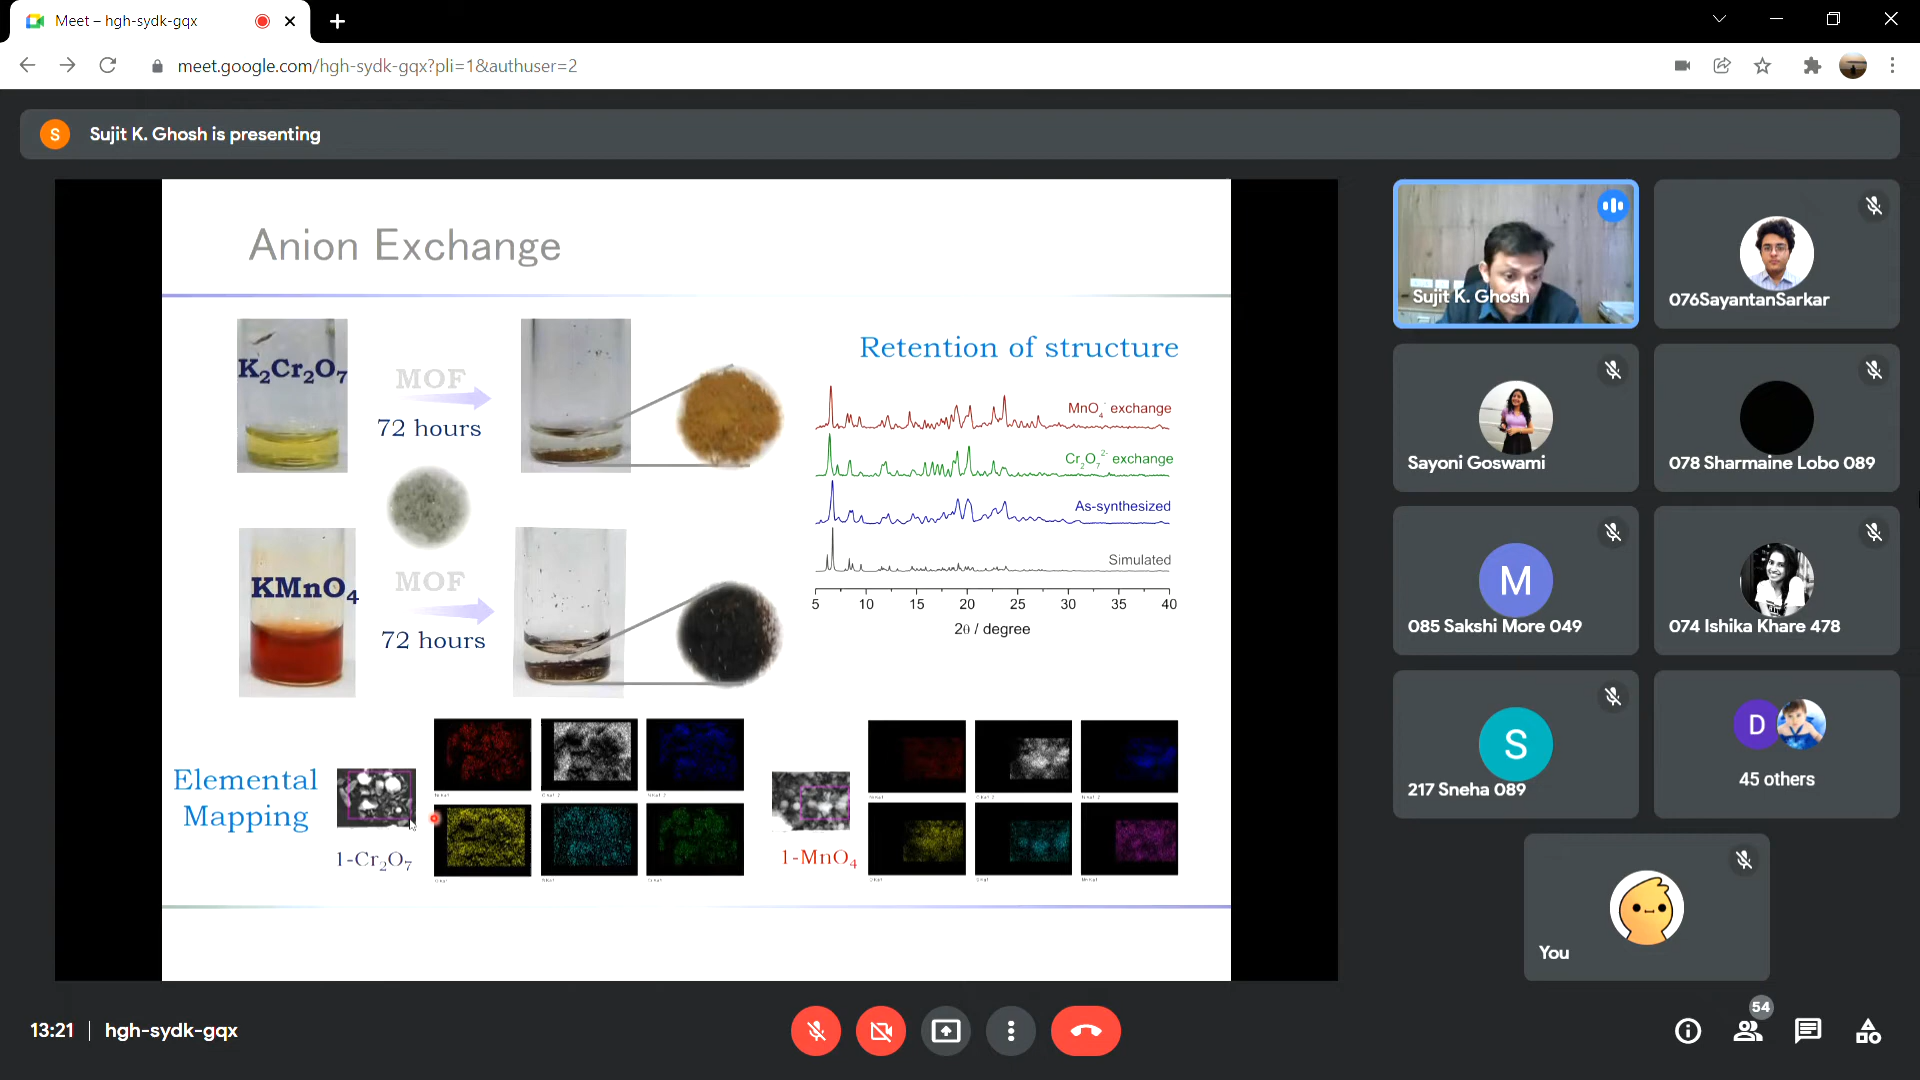 Meet – hgh-sydk-gqx
meet.google.com/hgh-sydk-gqx?pli=1&authuser=2
S
Sujit K. Ghosh is presenting
Anion Exchange
K2Cr2O7
MOF
72 hours
KMnO4
MOF
72 hours
Retention of structure
MnO4- exchange
Cr2O7 2- exchange
As-synthesized
Simulated
5 10 15 20 25 30 35 40
2θ / degree
Elemental
Mapping
1-Cr2O7
1-MnO4
Sujit K. Ghosh
076SayantanSarkar
Sayoni Goswami
078 Sharmaine Lobo 089
M
085 Sakshi More 049
074 Ishika Khare 478
S
217 Sneha 089
D
45 others
You
13:21 | hgh-sydk-gqx
54